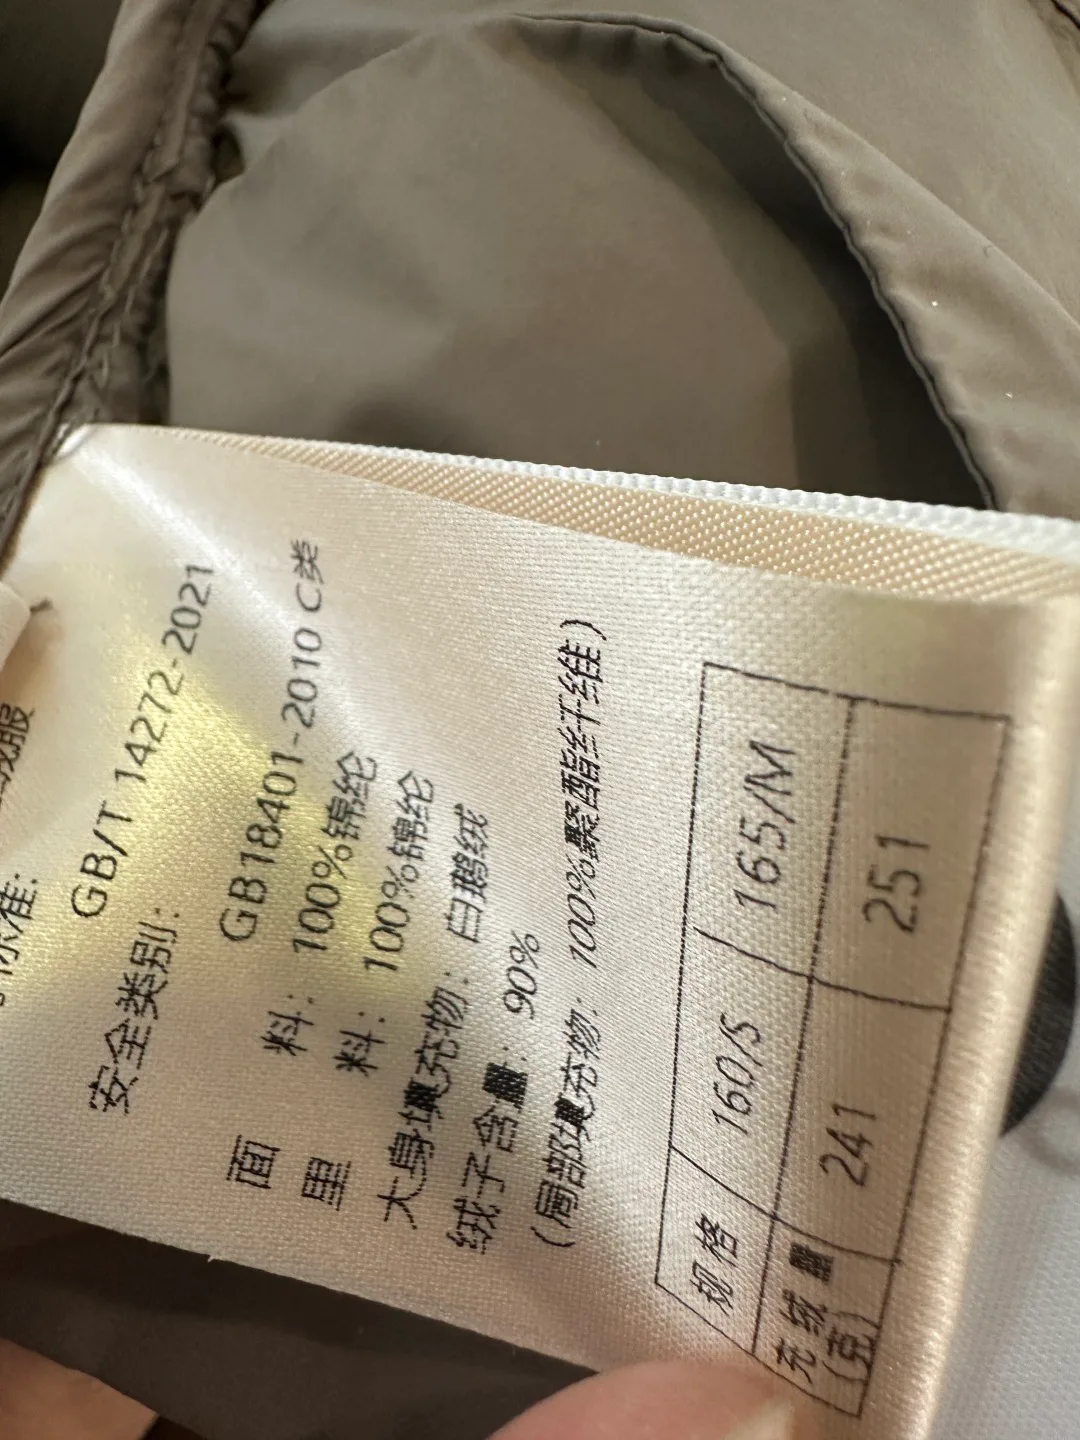 GB/T 14272-2021
安全类别:
GB18401-2010 C类
面 料: 100%锦纶
里 料: 100%锦纶
大身填充物: 白鹅绒
绒子含量: 90%
(局部填充物: 100%聚酯纤维)
规格 160/S 165/M
充绒量(克) 241 251